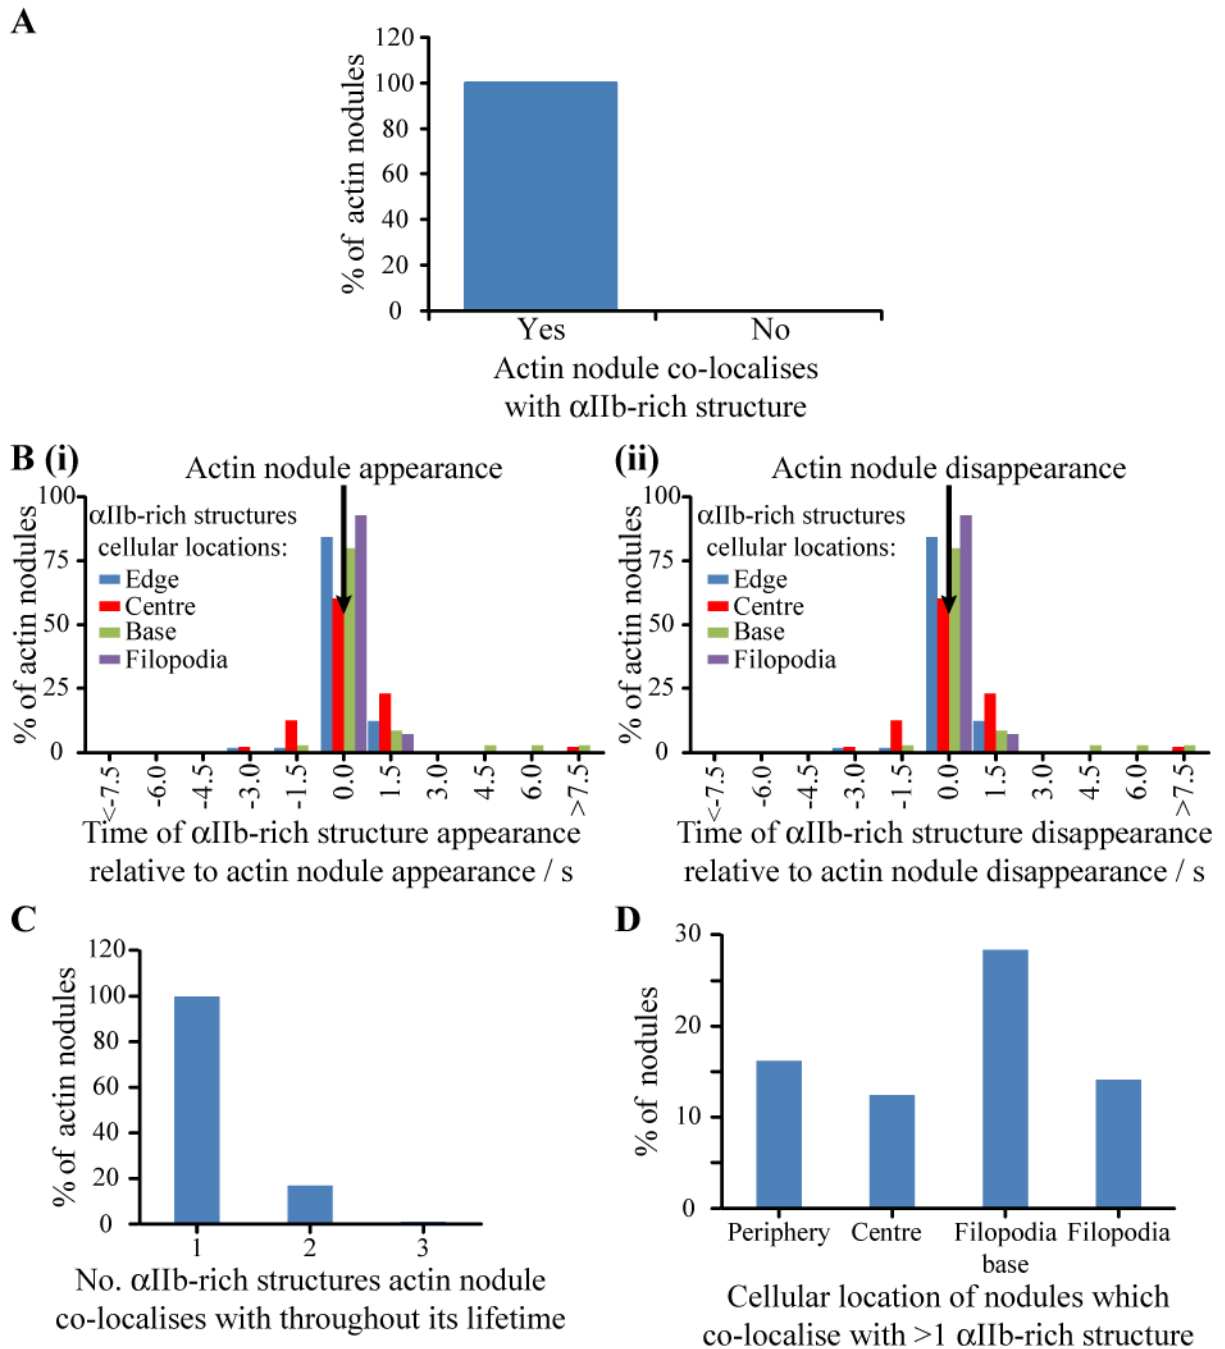 A
120
100
80
60
40
20
0
% of actin nodules
Yes No
Actin nodule co-localises
with αIIb-rich structure
B (i)
Actin nodule appearance
100
75
50
25
0
% of actin nodules
αIIb-rich structures
cellular locations:
Edge
Centre
Base
Filopodia
<-7.5 -6.0 -4.5 -3.0 -1.5 0.0 1.5 3.0 4.5 6.0 >7.5
Time of αIIb-rich structure appearance
relative to actin nodule appearance / s
(ii)
Actin nodule disappearance
100
75
50
25
0
% of actin nodules
αIIb-rich structures
cellular locations:
Edge
Centre
Base
Filopodia
<-7.5 -6.0 -4.5 -3.0 -1.5 0.0 1.5 3.0 4.5 6.0 >7.5
Time of αIIb-rich structure disappearance
relative to actin nodule disappearance / s
C
120
100
80
60
40
20
0
% of actin nodules
1 2 3
No. αIIb-rich structures actin nodule
co-localises with throughout its lifetime
D
30
20
10
0
% of nodules
Periphery Centre Filopodia Filopodia
base
Cellular location of nodules which
co-localise with >1 αIIb-rich structure